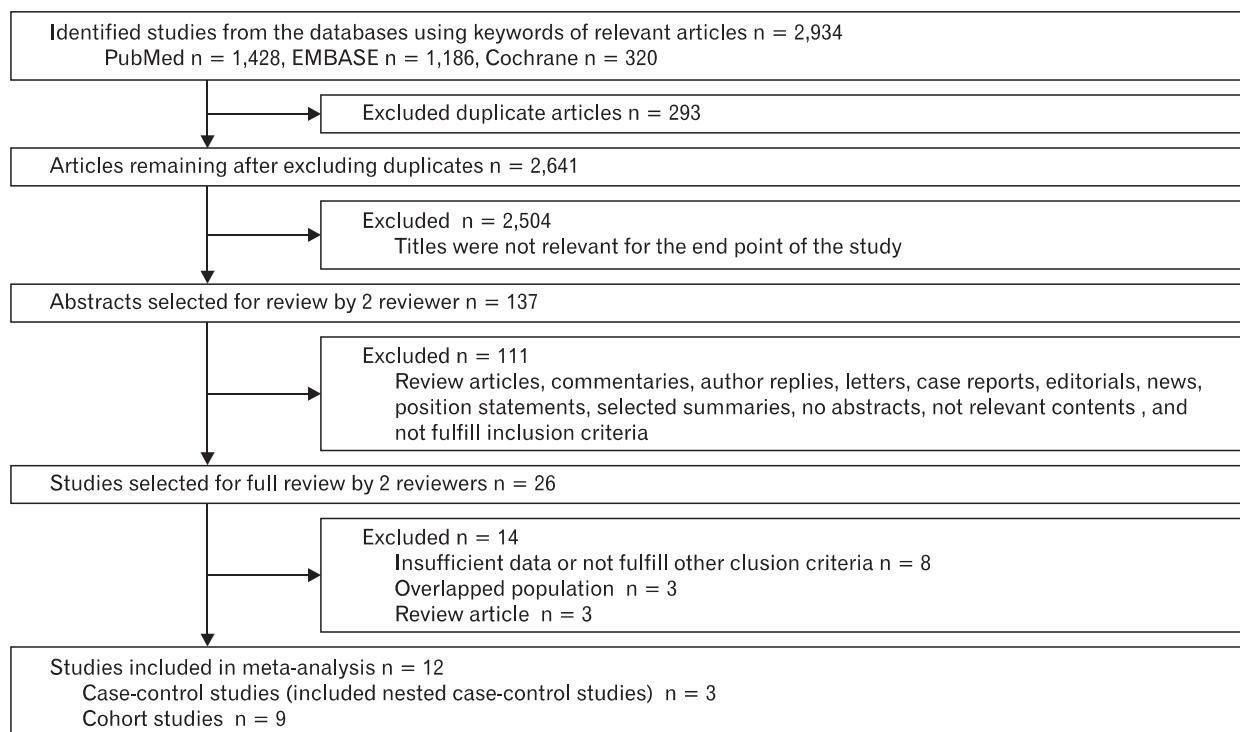 Identified studies from the databases using keywords of relevant articles n = 2,934
PubMed n = 1,428, EMBASE n = 1,186, Cochrane n = 320
Excluded duplicate articles n = 293
Articles remaining after excluding duplicates n = 2,641
Excluded n = 2,504
Titles were not relevant for the end point of the study
Abstracts selected for review by 2 reviewer n = 137
Excluded n = 111
Review articles, commentaries, author replies, letters, case reports, editorials, news,
position statements, selected summaries, no abstracts, not relevant contents , and
not fulfill inclusion criteria
Studies selected for full review by 2 reviewers n = 26
Excluded n = 14
Insufficient data or not fulfill other clusion criteria n = 8
Overlapped population n = 3
Review article n = 3
Studies included in meta-analysis n = 12
Case-control studies (included nested case-control studies) n = 3
Cohort studies n = 9